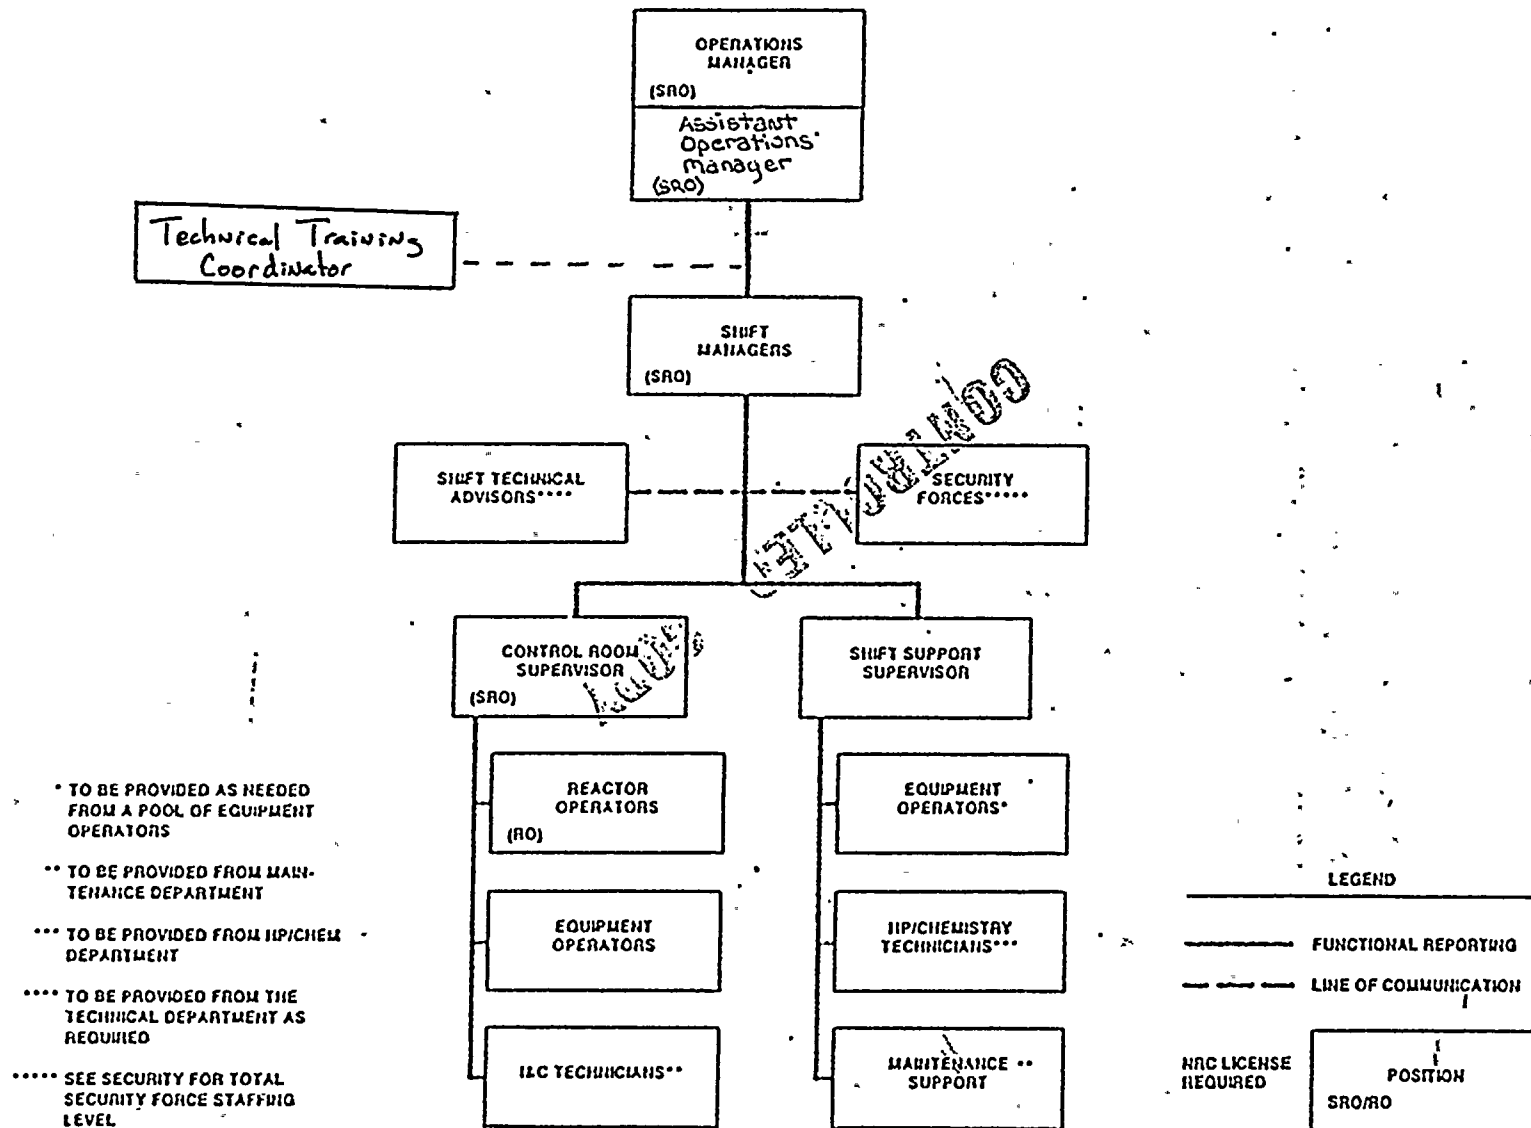 OPERATIONS
MANAGER
(SRO)
Assistant
Operations
Manager
(SRO)
Technical Training
Coordinator
SHIFT
MANAGERS
(SRO)
SHIFT TECHNICAL
ADVISORS****
SECURITY
FORCES*****
CONTROL ROOM
SUPERVISOR
(SRO)
SHIFT SUPPORT
SUPERVISOR
REACTOR
OPERATORS
(RO)
EQUIPMENT
OPERATORS*
EQUIPMENT
OPERATORS
HP/CHEMISTRY
TECHNICIANS***
I&C TECHNICIANS**
MAINTENANCE **
SUPPORT
* TO BE PROVIDED AS NEEDED
FROM A POOL OF EQUIPMENT
OPERATORS
** TO BE PROVIDED FROM MAIN-
TENANCE DEPARTMENT
*** TO BE PROVIDED FROM HP/CHEM
DEPARTMENT
**** TO BE PROVIDED FROM THE
TECHNICAL DEPARTMENT AS
REQUIRED
***** SEE SECURITY FOR TOTAL
SECURITY FORCE STAFFING
LEVEL
LEGEND
FUNCTIONAL REPORTING
LINE OF COMMUNICATION
NRC LICENSE
REQUIRED
POSITION
SRO/RO